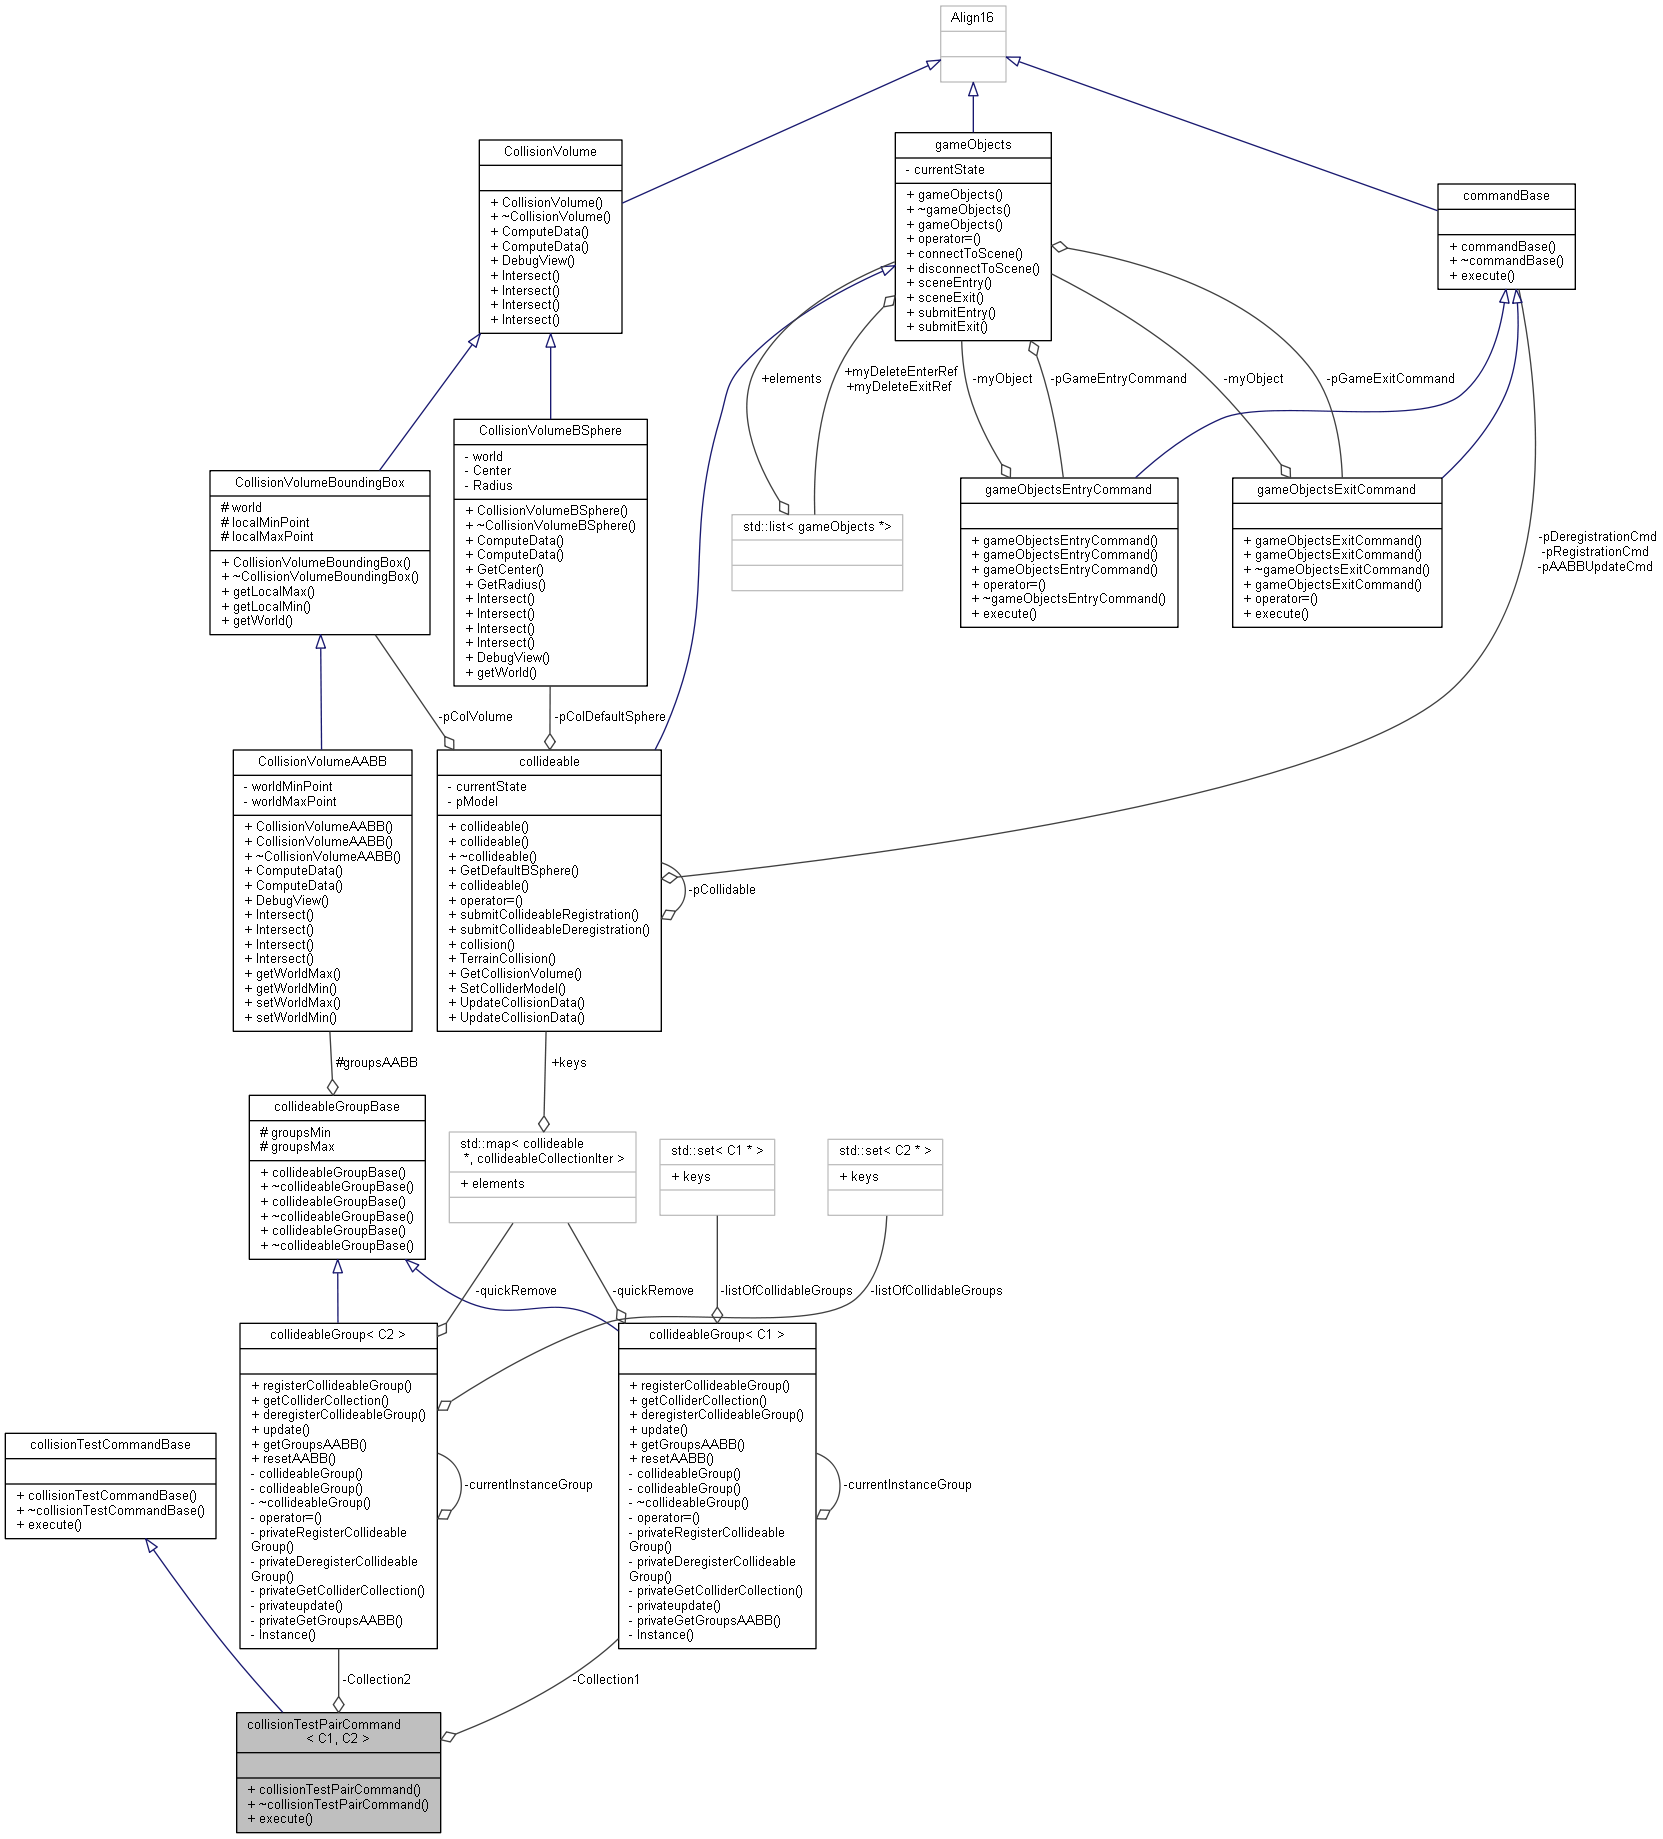 Align16
gameObjects
- currentState
+ gameObjects()
+ ~gameObjects()
+ gameObjects()
+ operator=()
+ connectToScene()
+ disconnectToScene()
+ sceneEntry()
+ sceneExit()
+ submitEntry()
+ submitExit()
CollisionVolume
+ CollisionVolume()
+ ~CollisionVolume()
+ ComputeData()
+ ComputeData()
+ DebugView()
+ Intersect()
+ Intersect()
+ Intersect()
+ Intersect()
commandBase
+ commandBase()
+ ~commandBase()
+ execute()
+elements
+myDeleteEnterRef
+myDeleteExitRef
-myObject
-pGameEntryCommand
-myObject
-pGameExitCommand
CollisionVolumeBSphere
- world
- Center
- Radius
+ CollisionVolumeBSphere()
+ ~CollisionVolumeBSphere()
+ ComputeData()
+ ComputeData()
+ GetCenter()
+ GetRadius()
+ Intersect()
+ Intersect()
+ Intersect()
+ Intersect()
+ DebugView()
+ getWorld()
CollisionVolumeBoundingBox
# world
# localMinPoint
# localMaxPoint
+ CollisionVolumeBoundingBox()
+ ~CollisionVolumeBoundingBox()
+ getLocalMax()
+ getLocalMin()
+ getWorld()
std::list< gameObjects *>
gameObjectsEntryCommand
+ gameObjectsEntryCommand()
+ gameObjectsEntryCommand()
+ gameObjectsEntryCommand()
+ operator=()
+ ~gameObjectsEntryCommand()
+ execute()
gameObjectsExitCommand
+ gameObjectsExitCommand()
+ gameObjectsExitCommand()
+ ~gameObjectsExitCommand()
+ gameObjectsExitCommand()
+ operator=()
+ execute()
-pDeregistrationCmd
-pRegistrationCmd
-pAABBUpdateCmd
-pColVolume
-pColDefaultSphere
CollisionVolumeAABB
- worldMinPoint
- worldMaxPoint
+ CollisionVolumeAABB()
+ CollisionVolumeAABB()
+ ~CollisionVolumeAABB()
+ ComputeData()
+ ComputeData()
+ DebugView()
+ Intersect()
+ Intersect()
+ Intersect()
+ Intersect()
+ getWorldMax()
+ getWorldMin()
+ setWorldMax()
+ setWorldMin()
collideable
- currentState
- pModel
+ collideable()
+ collideable()
+ ~collideable()
+ GetDefaultBSphere()
+ collideable()
+ operator=()
+ submitCollideableRegistration()
+ submitCollideableDeregistration()
+ collision()
+ TerrainCollision()
+ GetCollisionVolume()
+ SetColliderModel()
+ UpdateCollisionData()
+ UpdateCollisionData()
-pCollidable
#groupsAABB
+keys
collideableGroupBase
# groupsMin
# groupsMax
+ collideableGroupBase()
+ ~collideableGroupBase()
+ collideableGroupBase()
+ ~collideableGroupBase()
+ collideableGroupBase()
+ ~collideableGroupBase()
std::map< collideable
*, collideableCollectionIter >
+ elements
std::set< C1 * >
+ keys
std::set< C2 * >
+ keys
-quickRemove
-quickRemove
-listOfCollidableGroups
-listOfCollidableGroups
collideableGroup< C2 >
+ registerCollideableGroup()
+ getColliderCollection()
+ deregisterCollideableGroup()
+ update()
+ getGroupsAABB()
+ resetAABB()
- collideableGroup()
- collideableGroup()
- ~collideableGroup()
- operator=()
- privateRegisterCollideable
Group()
- privateDeregisterCollideable
Group()
- privateGetColliderCollection()
- privateupdate()
- privateGetGroupsAABB()
- Instance()
-currentInstanceGroup
collideableGroup< C1 >
+ registerCollideableGroup()
+ getColliderCollection()
+ deregisterCollideableGroup()
+ update()
+ getGroupsAABB()
+ resetAABB()
- collideableGroup()
- collideableGroup()
- ~collideableGroup()
- operator=()
- privateRegisterCollideable
Group()
- privateDeregisterCollideable
Group()
- privateGetColliderCollection()
- privateupdate()
- privateGetGroupsAABB()
- Instance()
-currentInstanceGroup
collisionTestCommandBase
+ collisionTestCommandBase()
+ ~collisionTestCommandBase()
+ execute()
-Collection2
-Collection1
collisionTestPairCommand
< C1, C2 >
+ collisionTestPairCommand()
+ ~collisionTestPairCommand()
+ execute()